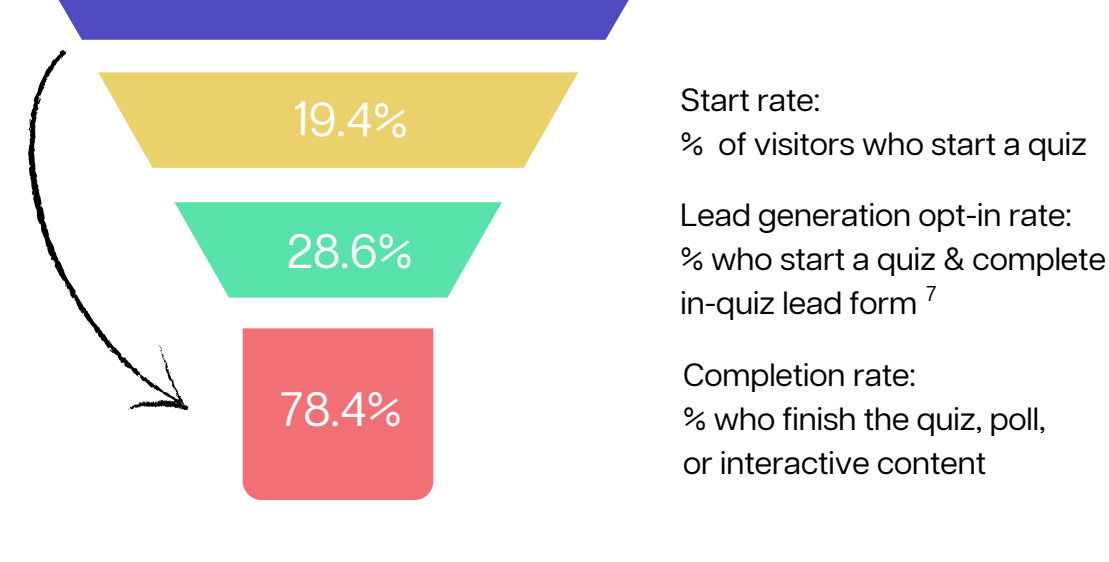 19.4%
Start rate:
% of visitors who start a quiz
28.6%
Lead generation opt-in rate:
% who start a quiz & complete
in-quiz lead form 7
78.4%
Completion rate:
% who finish the quiz, poll,
or interactive content